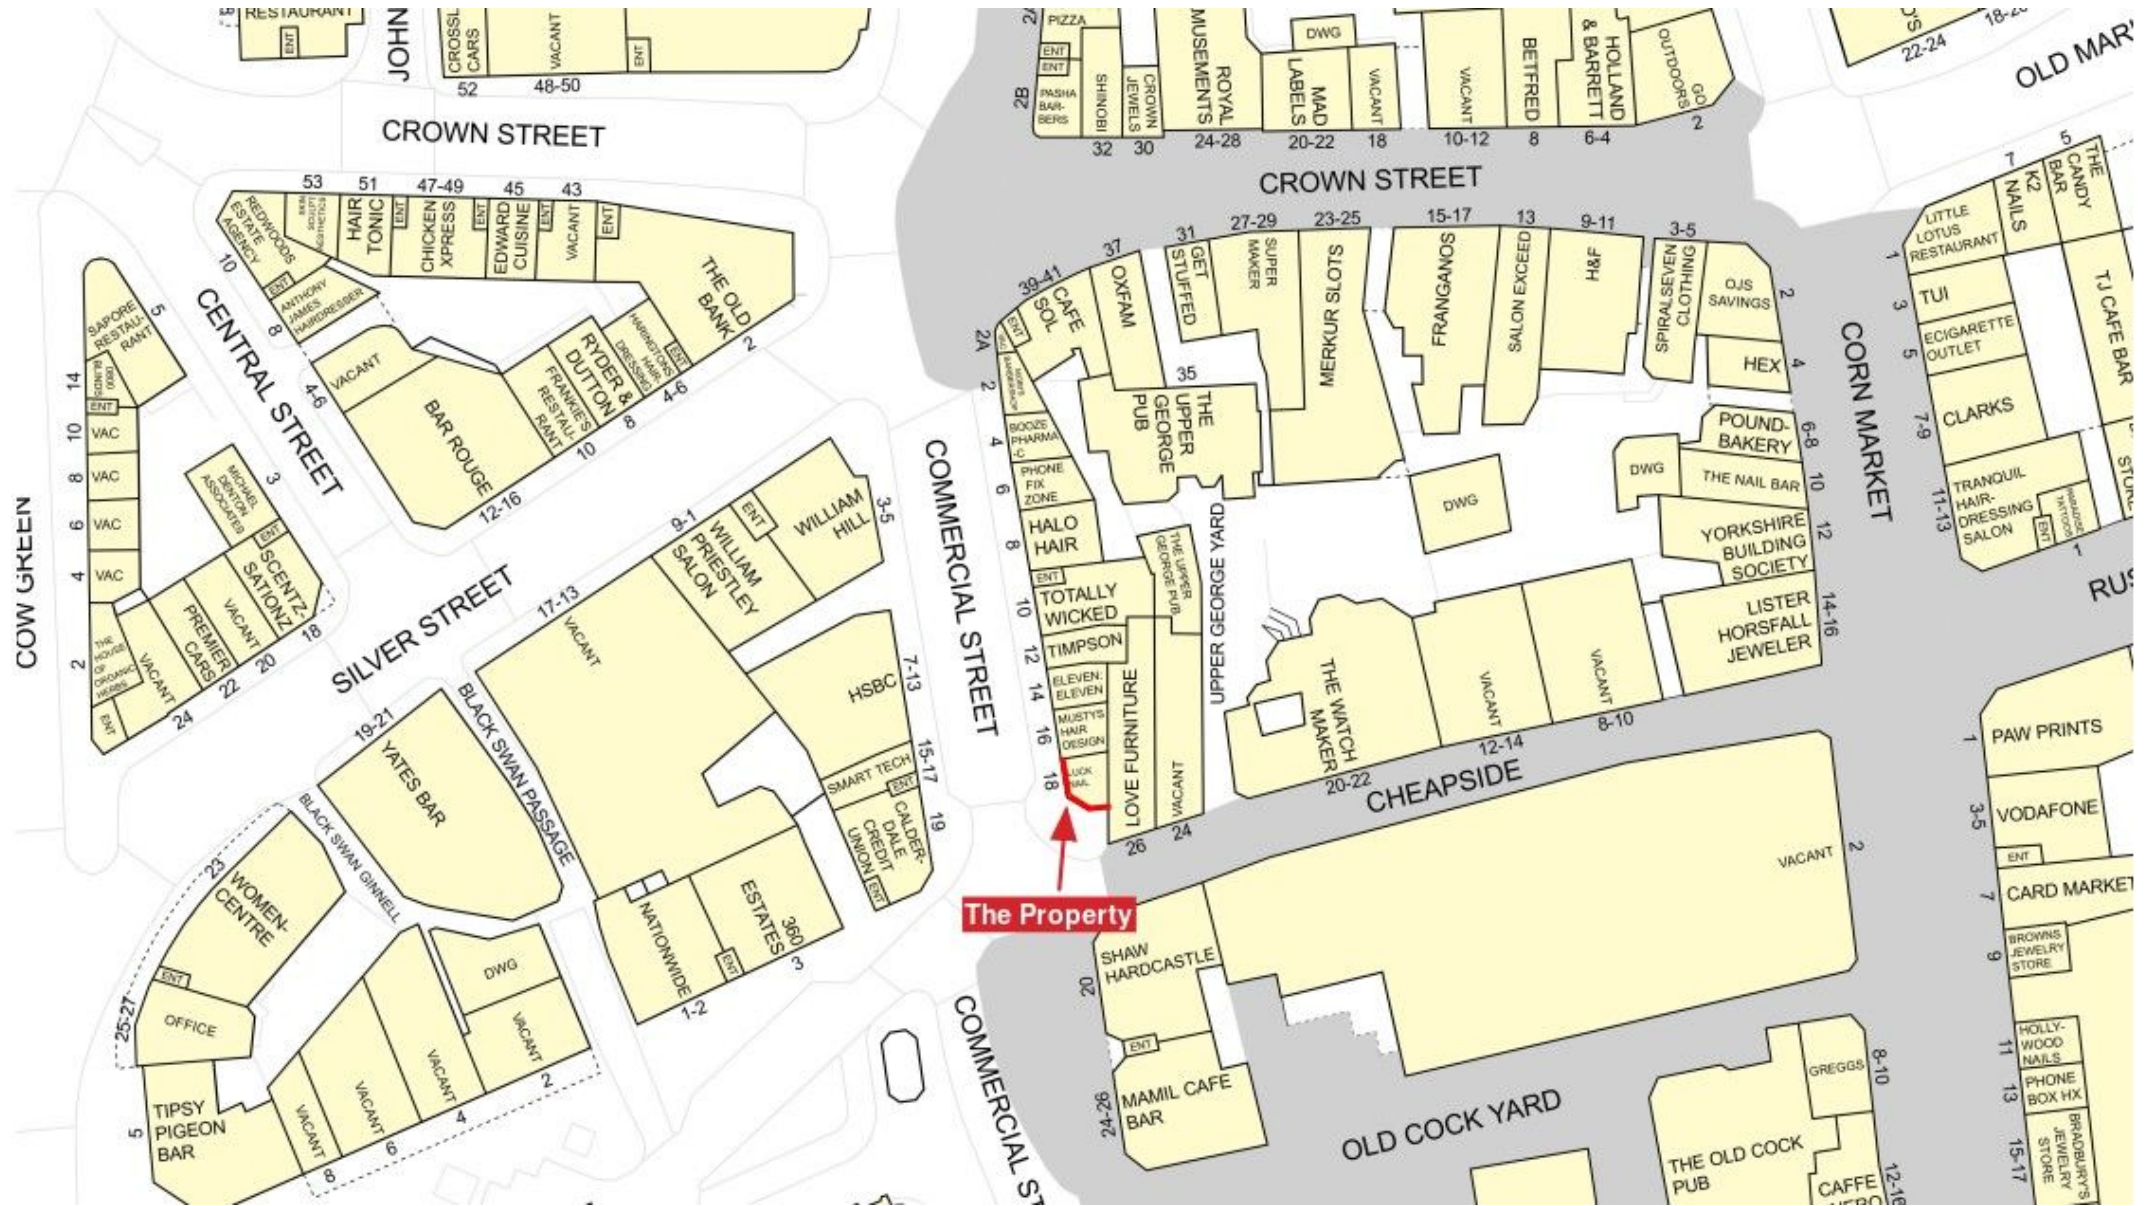 RESTAURANT
ENT
JOHN
CARS
52
VACANT
48-50
ENT
CROWN STREET
PIZZA
ENT
ENT
2B
PASHA
BAR-
BERS
SHINOBI
32
CROWN
JEWELS
30
ROYAL
MUSEMENTS
24-28
DWG
MAD
LABELS
20-22
VACANT
18
VACANT
10-12
BETFRED
8
HOLLAND
& BARRETT
6-4
GO
OUTDOORS
2
22-24
OLD MAR
CROWN STREET
53
51
47-49
45
43
REDWOODS
ESTATE
AGENCY
10
HAIR
TONIC
ENT
CHICKEN
XPRESS
ENT
EDWARD
CUISINE
ENT
VACANT
ENT
THE OLD
BANK
2
ENT
ANTHONY
JAMES
HAIRDRESSER
8
VACANT
4-6
BAR ROUGE
12-16
FRANKIE'S
RESTAU-
RANT
10
RYDER &
DUTTON
8
HARINGTONS
HAIR
DRESSING
ENT
4-6
CENTRAL STREET
SAPORE
RESTAU-
RANT
5
14
BLINDS
ENT
10
VAC
8
VAC
6
VAC
4
VAC
COW GREEN
2
THE
HOUSE
OF
ORGANIC
HERBS
ENT
VACANT
24
PREMIER
CARS
22
VACANT
20
SCENTZ-
SATIONZ
18
ENT
MICHAEL
DENTON
ASSOCIATES
3
SILVER STREET
17-13
VACANT
9-1
WILLIAM
PRIESTLEY
SALON
ENT
WILLIAM
HILL
3-5
HSBC
7-13
SMART TECH
15-17
ENT
CALDER-
DALE
CREDIT
UNION
ENT
19
BLACK SWAN PASSAGE
19-21
YATES BAR
BLACK SWAN GINNELL
23
WOMEN-
CENTRE
ENT
25-27
OFFICE
5
TIPSY
PIGEON
BAR
VACANT
8
VACANT
6
VACANT
4
DWG
VACANT
2
NATIONWIDE
1-2
ENT
360
ESTATES
3
COMMERCIAL STREET
39-41
CAFE
SOL
ENT
2A
37
OXFAM
31
GET
STUFFED
27-29
SUPER
MAKER
23-25
MERKUR SLOTS
15-17
FRANGANOS
13
SALON EXCEED
9-11
H&F
3-5
SPIRALSEVEN
CLOTHING
OJS
SAVINGS
2
HEX
4
POUND-
BAKERY
6-8
DWG
THE NAIL BAR
10
YORKSHIRE
BUILDING
SOCIETY
12
LISTER
HORSFALL
JEWELER
14-16
CORN MARKET
2
4
BOOZE
PHARMA
-C
6
PHONE
FIX
ZONE
8
HALO
HAIR
ENT
10
TOTALLY
WICKED
12
TIMPSON
14
ELEVEN:
ELEVEN
16
MUSTYS
HAIR
DESIGN
18
LUCK
NAIL
35
THE
UPPER
GEORGE
PUB
THE UPPER
GEORGE PUB
UPPER GEORGE YARD
LOVE FURNITURE
26
VACANT
24
DWG
THE WATCH
MAKER
20-22
VACANT
12-14
VACANT
8-10
CHEAPSIDE
The Property
VACANT
2
SHAW
HARDCASTLE
20
ENT
MAMIL CAFE
BAR
24-26
COMMERCIAL ST
OLD COCK YARD
THE OLD COCK
PUB
GREGGS
8-10
CAFFE
12-16
LITTLE
LOTUS
RESTAURANT
1
7
K2
NAILS
5
THE
CANDY
BAR
TUI
3
ECIGARETTE
OUTLET
5
CLARKS
7-9
TRANQUIL
HAIR-
DRESSING
SALON
11-13
PARADISE
TATTOOS
ENT
1
TJ CAFE BAR
RUS
PAW PRINTS
1
VODAFONE
3-5
ENT
CARD MARKET
7
BROWNS
JEWELRY
STORE
9
HOLLY-
WOOD
NAILS
11
PHONE
BOX HX
13
BRADBURY'S
JEWELRY
STORE
15-17